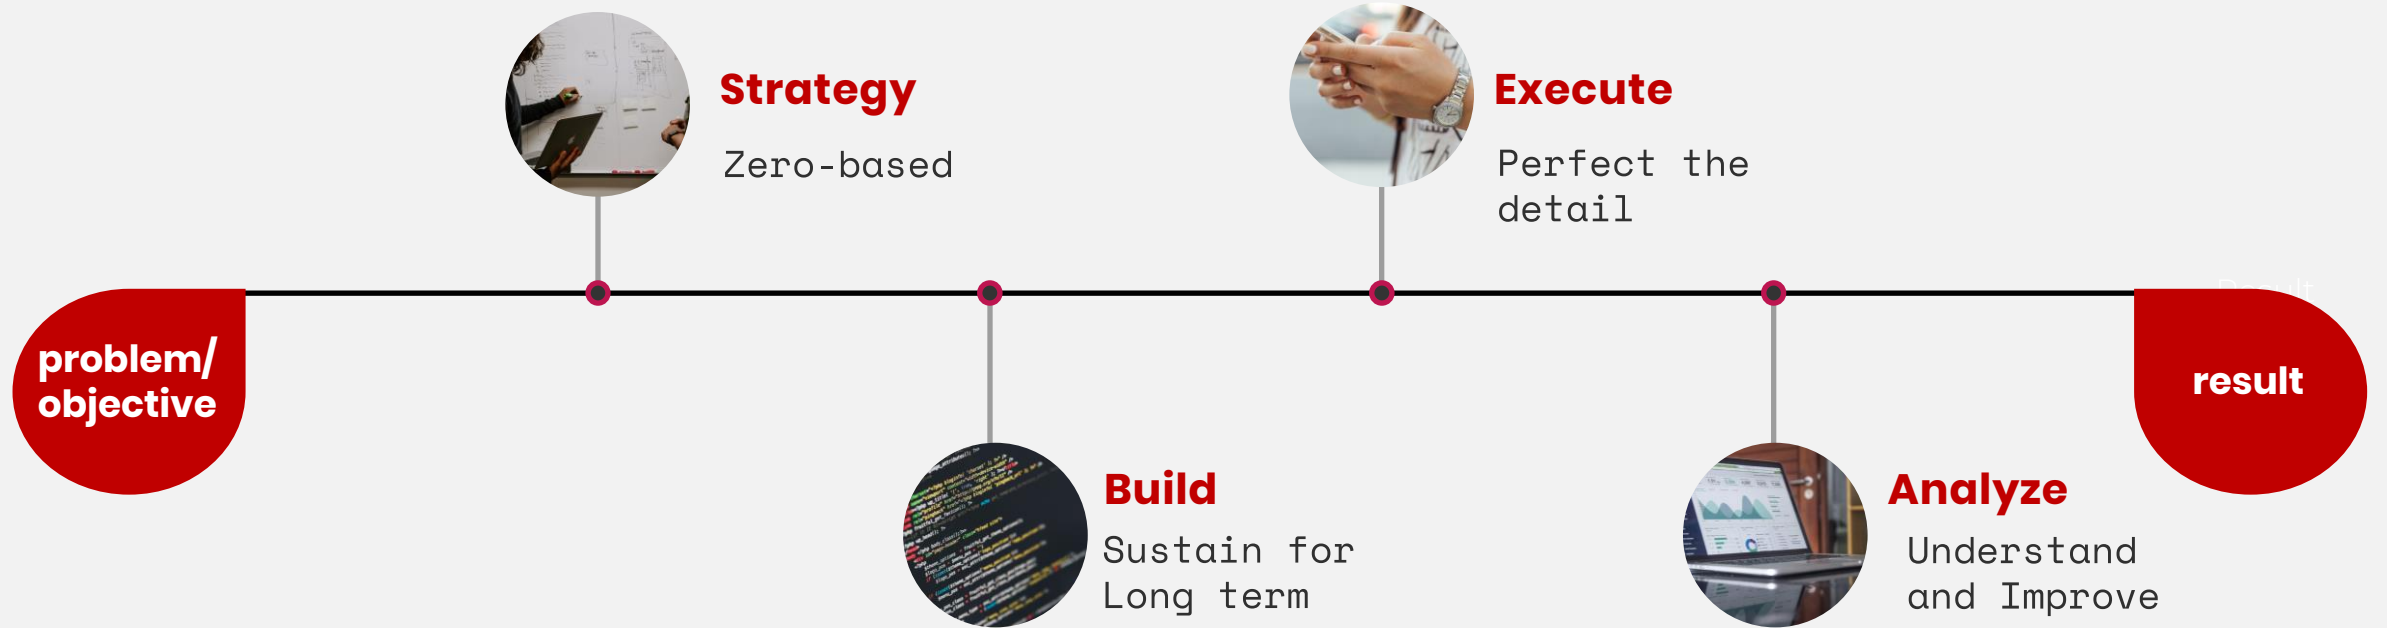 problem/
objective
Strategy
Zero-based
Build
Sustain for
Long term
Execute
Perfect the
detail
Analyze
Understand
and Improve
Result
result